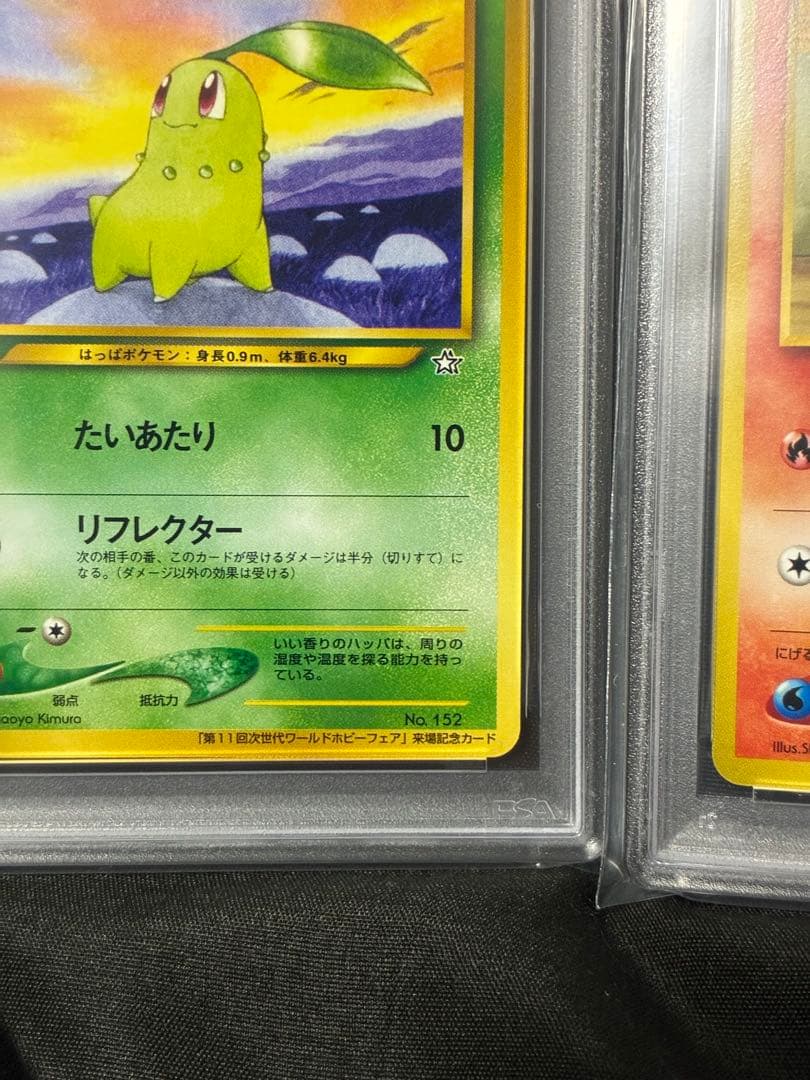 はっぱポケモン：身長0.9m、体重6.4kg
たいあたり 10
リフレクター
次の相手の番、このカードが受けるダメージは半分（切りすて）に
なる。（ダメージ以外の効果は受ける）
いい香りのハッパは、周りの
湿度や温度を探る能力を持っ
ている。
弱点 抵抗力
Kimura
No. 152
「第11回次世代ワールドホビーフェア」来場記念カード
PSA
にげる
Illus.